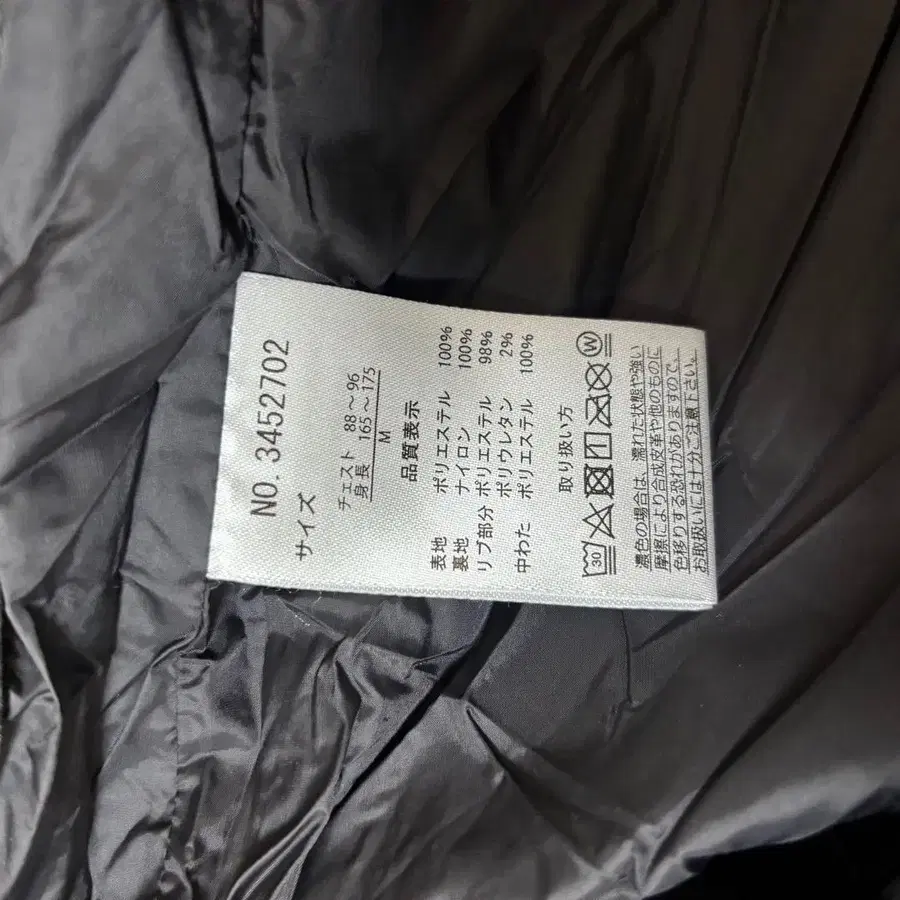 NO. 3452702
サイズ
チェスト 88～96
身長 165～175
M
品質表示
表地 ポリエステル 100%
裏地 ナイロン 100%
リブ部分 ポリエステル 98%
ポリウレタン 2%
中わた ポリエステル 100%
取り扱い方
30 W
濃色の場合は、濡れた状態や強い
摩擦により合成皮革や他のものに
色移りする恐れがありますので、
お取扱いには十分ご注意下さい。